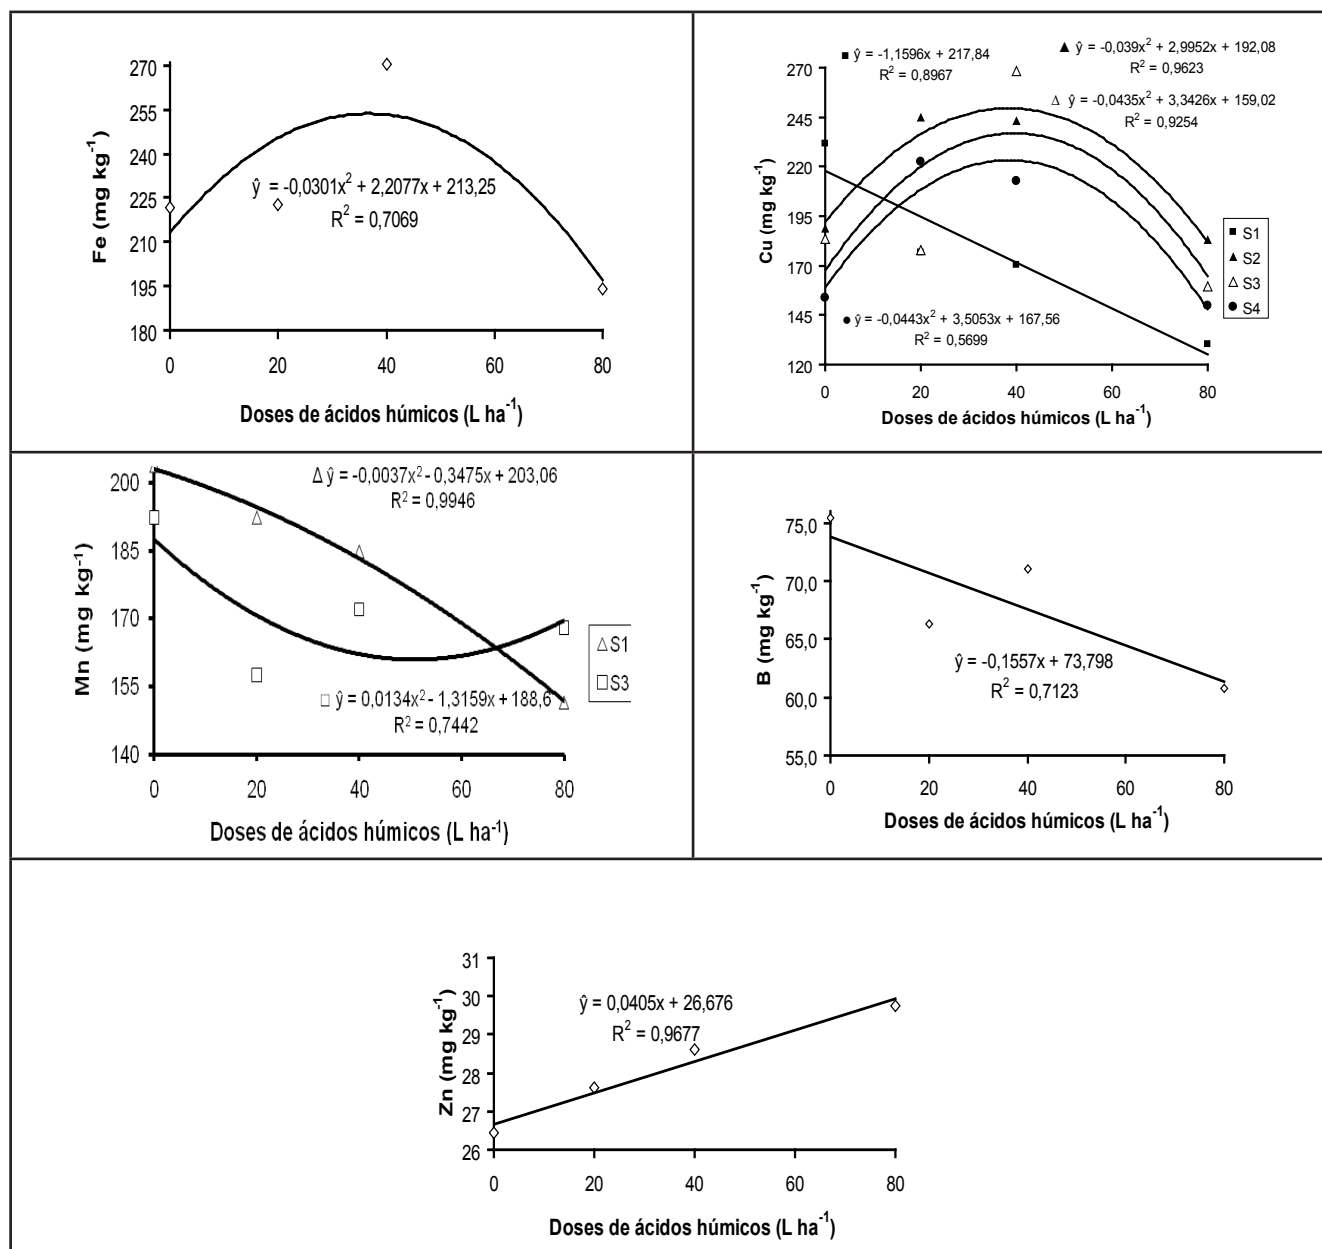 270
255
240
225
210
195
180
Fe (mg kg⁻¹)
ŷ = -0,0301x² + 2,2077x + 213,25
R² = 0,7069
0 20 40 60 80
Doses de ácidos húmicos (L ha⁻¹)
■ ŷ = -1,1596x + 217,84
R² = 0,8967
▲ ŷ = -0,039x² + 2,9952x + 192,08
R² = 0,9623
Δ ŷ = -0,0435x² + 3,3426x + 159,02
R² = 0,9254
270
245
220
195
170
145
120
Cu (mg kg⁻¹)
● ŷ = -0,0443x² + 3,5053x + 167,56
R² = 0,5699
■ S1
▲ S2
△ S3
● S4
0 20 40 60 80
Doses de ácidos húmicos (L ha⁻¹)
Δ ŷ = -0,0037x² - 0,3475x + 203,06
R² = 0,9946
200
185
170
155
140
Mn (mg kg⁻¹)
△ S1
□ S3
□ ŷ = 0,0134x² - 1,3159x + 188,6
R² = 0,7442
0 20 40 60 80
Doses de ácidos húmicos (L ha⁻¹)
75,0
70,0
65,0
60,0
55,0
B (mg kg⁻¹)
ŷ = -0,1557x + 73,798
R² = 0,7123
0 20 40 60 80
Doses de ácidos húmicos (L ha⁻¹)
31
30
29
28
27
26
Zn (mg kg⁻¹)
ŷ = 0,0405x + 26,676
R² = 0,9677
0 20 40 60 80
Doses de ácidos húmicos (L ha⁻¹)